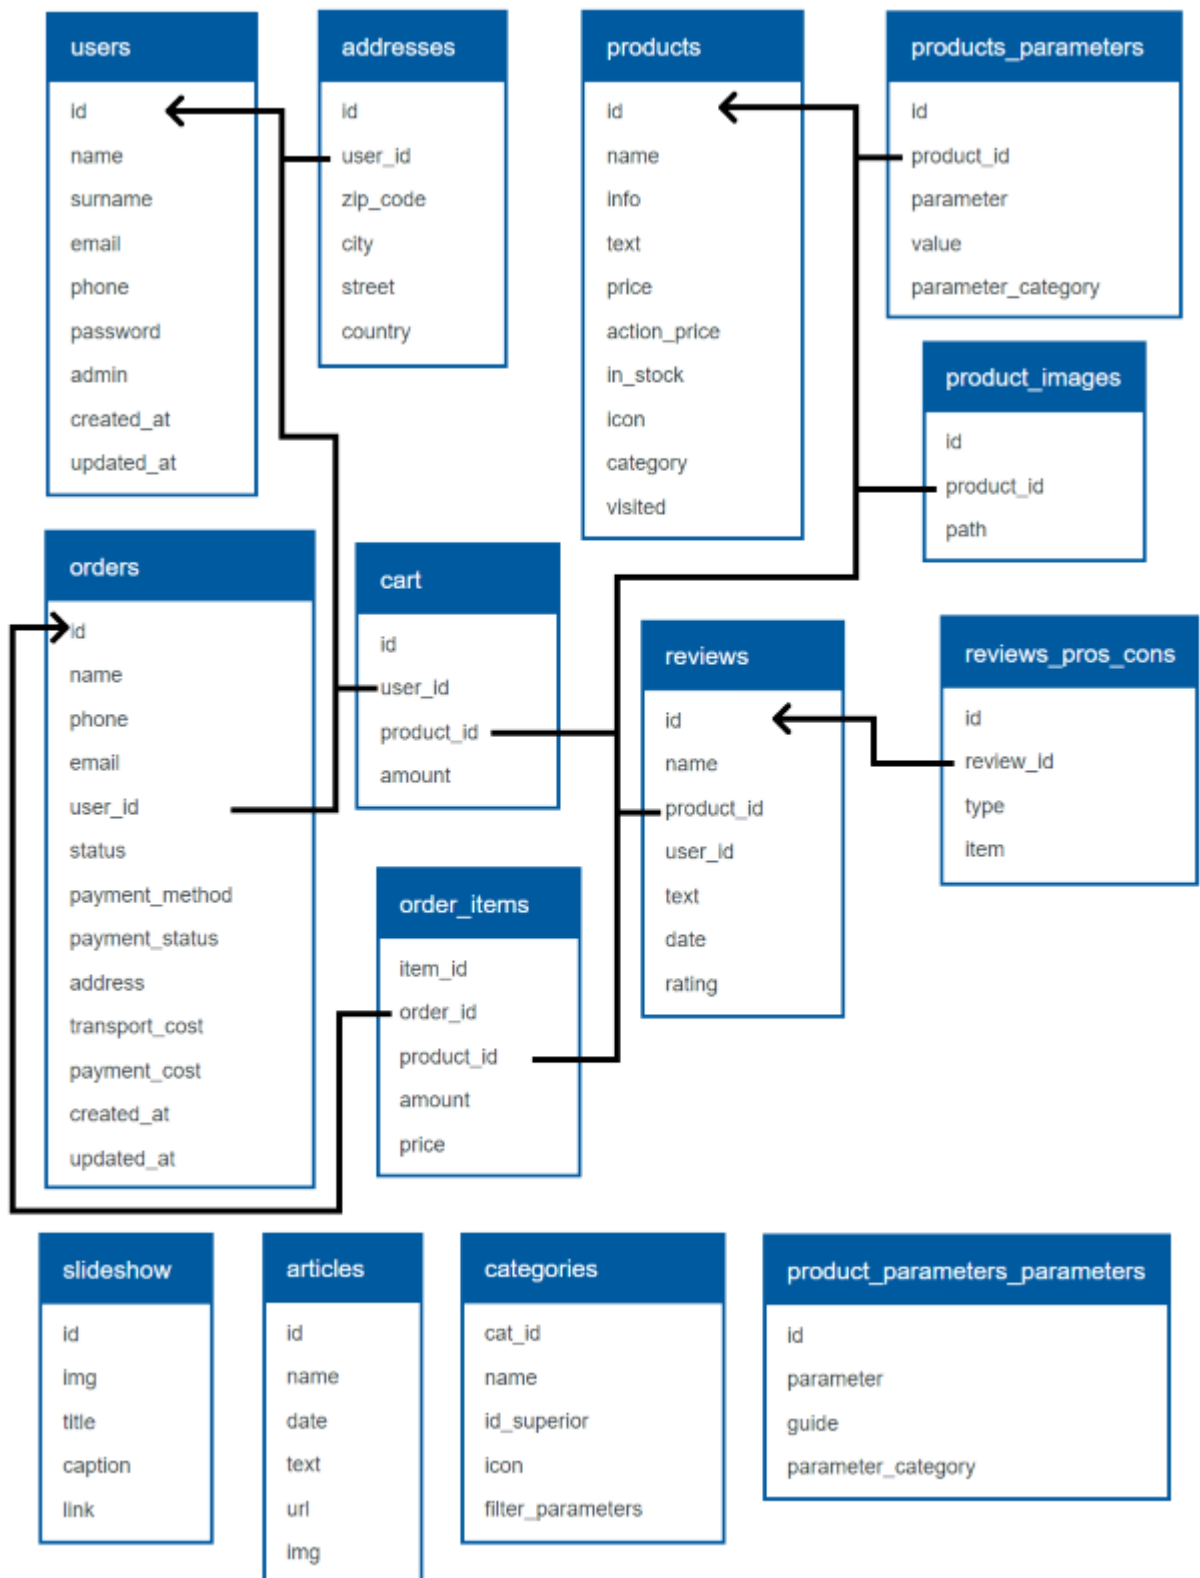 users
id
name
surname
email
phone
password
admin
created_at
updated_at
addresses
id
user_id
zip_code
city
street
country
products
id
name
info
text
price
action_price
in_stock
icon
category
visited
products_parameters
id
product_id
parameter
value
parameter_category
product_images
id
product_id
path
orders
id
name
phone
email
user_id
status
payment_method
payment_status
address
transport_cost
payment_cost
created_at
updated_at
cart
id
user_id
product_id
amount
reviews
id
name
product_id
user_id
text
date
rating
reviews_pros_cons
id
review_id
type
item
order_items
item_id
order_id
product_id
amount
price
slideshow
id
img
title
caption
link
articles
id
name
date
text
url
img
categories
cat_id
name
id_superior
icon
filter_parameters
product_parameters_parameters
id
parameter
guide
parameter_category